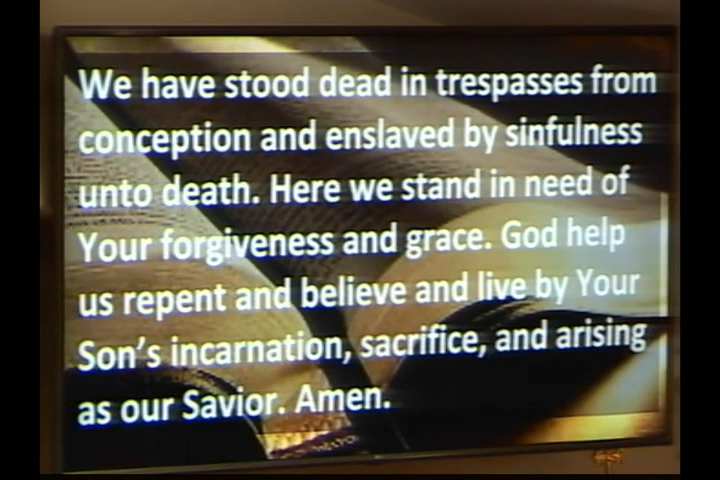 We have stood dead in trespasses from
conception and enslaved by sinfulness
unto death. Here we stand in need of
Your forgiveness and grace. God help
us repent and believe and live by Your
Son's incarnation, sacrifice, and arising
as our Savior. Amen.